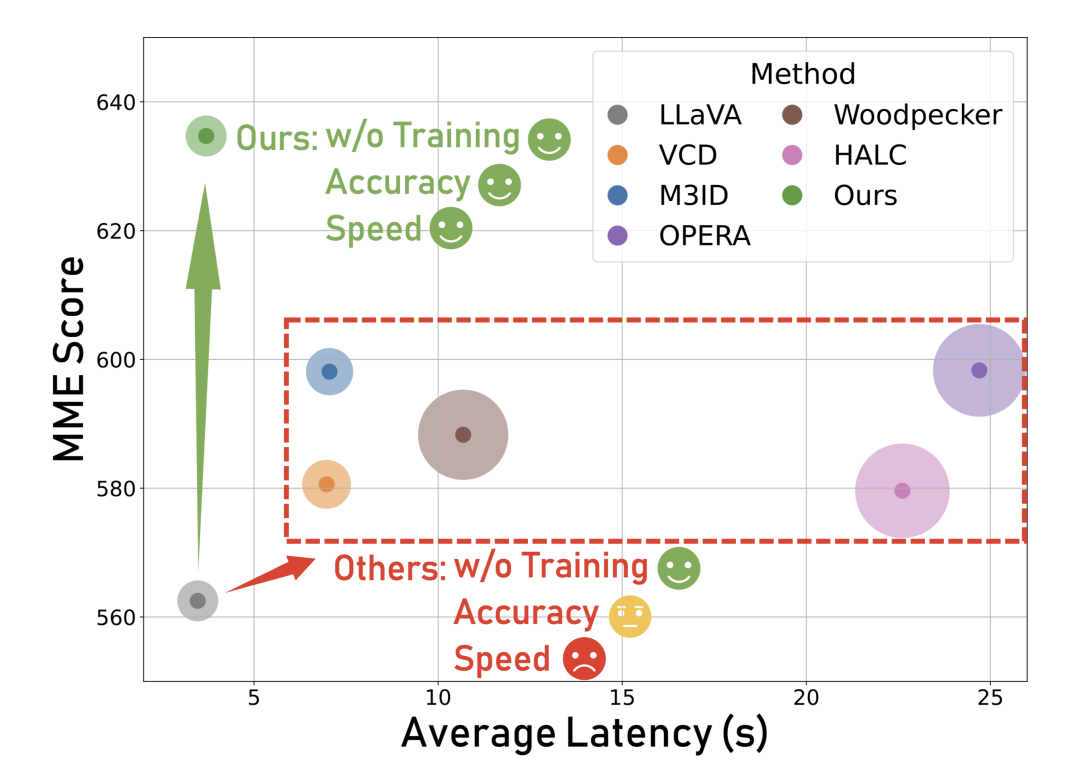 MME Score
640
620
600
580
560
Ours: w/o Training
Accuracy
Speed
Method
LLaVA
VCD
M3ID
OPERA
Woodpecker
HALC
Ours
Others: w/o Training
Accuracy
Speed
5
10
15
20
25
Average Latency (s)